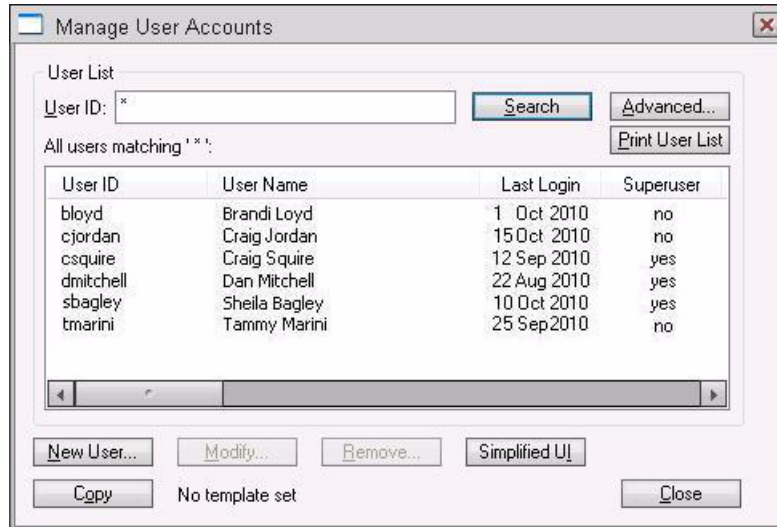 Manage User Accounts
User List
User ID: * Search Advanced...
All users matching ' * ': Print User List
User ID User Name Last Login Superuser
bloyd Brandi Loyd 1 Oct 2010 no
cjordan Craig Jordan 15 Oct 2010 no
csquire Craig Squire 12 Sep 2010 yes
dmitchell Dan Mitchell 22 Aug 2010 yes
sbagley Sheila Bagley 10 Oct 2010 yes
tmarini Tammy Marini 25 Sep 2010 no
New User... Modify... Remove... Simplified UI
Copy No template set Close